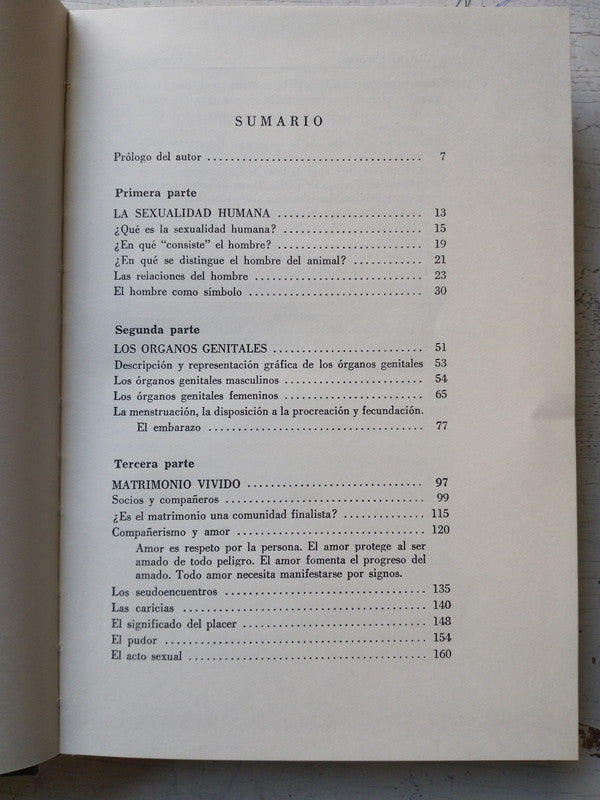 SUMARIO
Prólogo del autor ..................................... 7
Primera parte
LA SEXUALIDAD HUMANA ......................... 13
¿Qué es la sexualidad humana? ......................... 15
¿En qué "consiste" el hombre? ......................... 19
¿En qué se distingue el hombre del animal? ............ 21
Las relaciones del hombre ............................. 23
El hombre como símbolo ............................... 30
Segunda parte
LOS ORGANOS GENITALES .......................... 51
Descripción y representación gráfica de los órganos genitales 53
Los órganos genitales masculinos ........................ 54
Los órganos genitales femeninos ......................... 65
La menstruación, la disposición a la procreación y fecundación.
El embarazo ..................................... 77
Tercera parte
MATRIMONIO VIVIDO .............................. 97
Socios y compañeros .................................. 99
¿Es el matrimonio una comunidad finalista? .............. 115
Compañerismo y amor ................................. 120
Amor es respeto por la persona. El amor protege al ser
amado de todo peligro. El amor fomenta el progreso del
amado. Todo amor necesita manifestarse por signos.
Los seudoencuentros ................................... 135
Las caricias .......................................... 140
El significado del placer ................................ 148
El pudor ............................................. 154
El acto sexual ........................................ 160